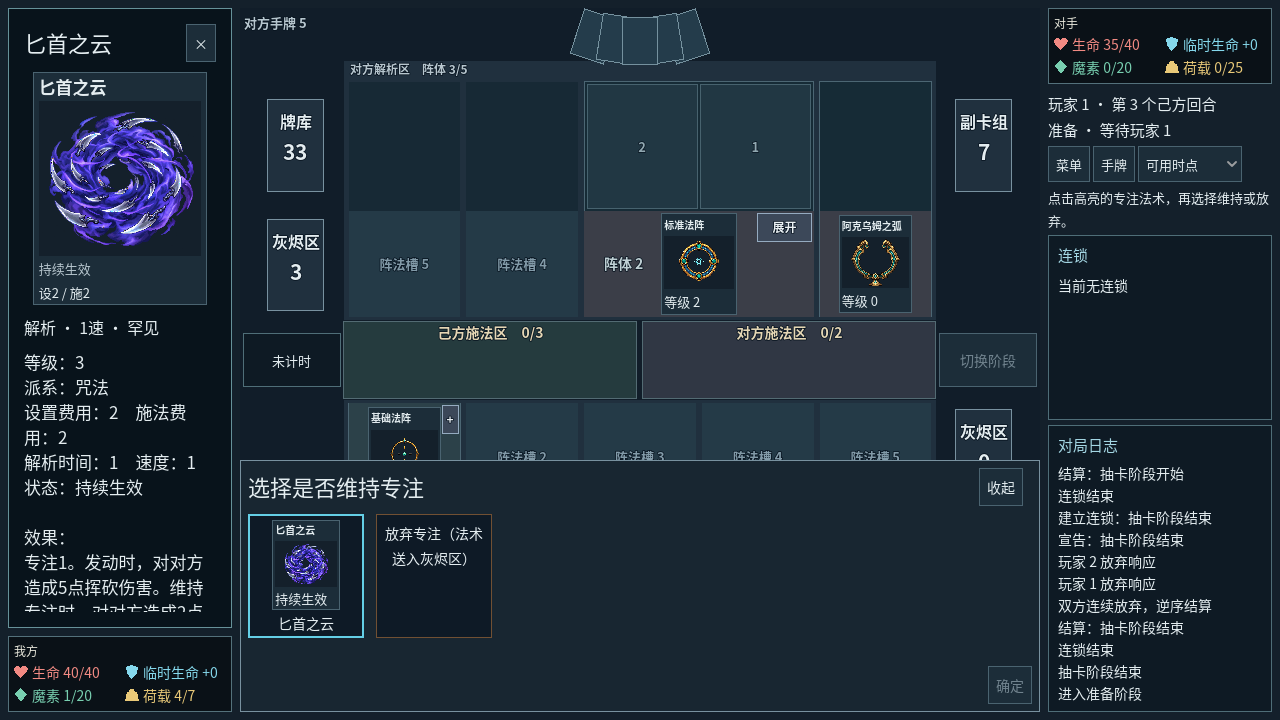 匕首之云
×
匕首之云
持续生效
设2 / 施2
解析 · 1速 · 罕见
等级：3
派系：咒法
设置费用：2　施法费
用：2
解析时间：1　速度：1
状态：持续生效
效果：
专注1。发动时，对对方
造成5点挥砍伤害。维持
专注时，对对方造成2点
我方
生命 40/40
临时生命 +0
魔素 1/20
荷载 4/7
对方手牌 5
对方解析区　阵体 3/5
牌库
33
灰烬区
3
2
1
阵法槽 5
阵法槽 4
阵体 2
标准法阵
等级 2
展开
阿克乌姆之弧
等级 0
副卡组
7
未计时
己方施法区　0/3
对方施法区　0/2
切换阶段
基础法阵
+
阵法槽 2
阵法槽 3
阵法槽 4
阵法槽 5
灰烬区
选择是否维持专注
收起
匕首之云
持续生效
匕首之云
放弃专注（法术
送入灰烬区）
确定
对手
生命 35/40
临时生命 +0
魔素 0/20
荷载 0/25
玩家 1 · 第 3 个己方回合
准备 · 等待玩家 1
菜单
手牌
可用时点
点击高亮的专注法术，再选择维持或放
弃。
连锁
当前无连锁
对局日志
结算：抽卡阶段开始
连锁结束
建立连锁：抽卡阶段结束
宣告：抽卡阶段结束
玩家 2 放弃响应
玩家 1 放弃响应
双方连续放弃，逆序结算
结算：抽卡阶段结束
连锁结束
抽卡阶段结束
进入准备阶段